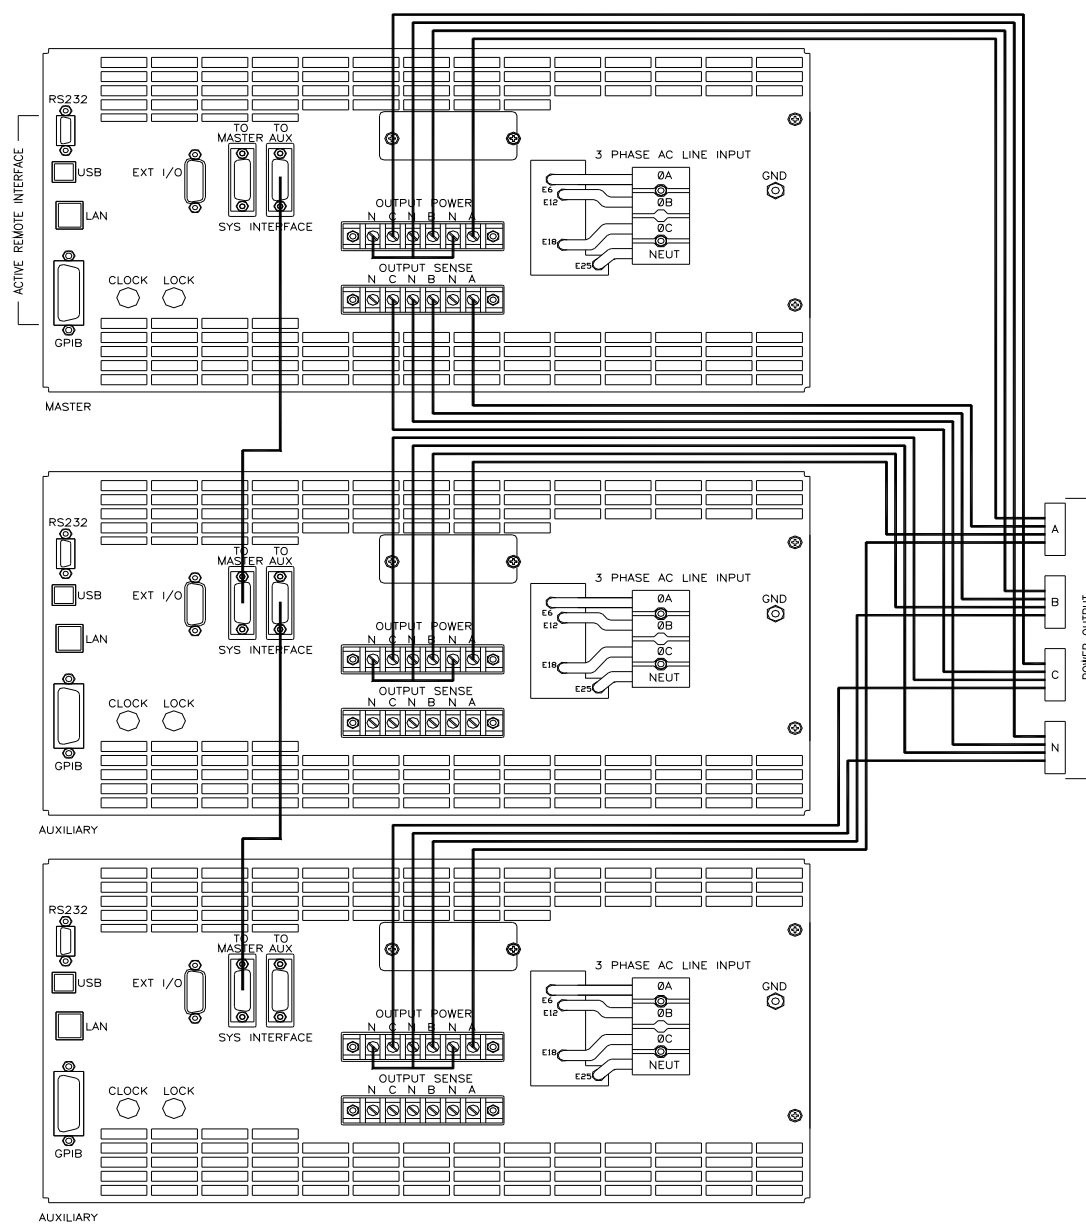 RS232
ACTIVE REMOTE INTERFACE
USB
LAN
GPIB
CLOCK LOCK
EXT I/O
TO MASTER
TO AUX
SYS INTERFACE
OUTPUT POWER
N C N B N A
OUTPUT SENSE
N C N B N A
3 PHASE AC LINE INPUT
E6
E12
E18
E25
ØA
ØB
ØC
NEUT
GND
MASTER
RS232
USB
LAN
GPIB
CLOCK LOCK
EXT I/O
TO MASTER
TO AUX
SYS INTERFACE
OUTPUT POWER
N C N B N A
OUTPUT SENSE
N C N B N A
3 PHASE AC LINE INPUT
E6
E12
E18
E25
ØA
ØB
ØC
NEUT
GND
AUXILIARY
RS232
USB
LAN
GPIB
CLOCK LOCK
EXT I/O
TO MASTER
TO AUX
SYS INTERFACE
OUTPUT POWER
N C N B N A
OUTPUT SENSE
N C N B N A
3 PHASE AC LINE INPUT
E6
E12
E18
E25
ØA
ØB
ØC
NEUT
GND
AUXILIARY
A
B
C
N
POWER OUTPUT